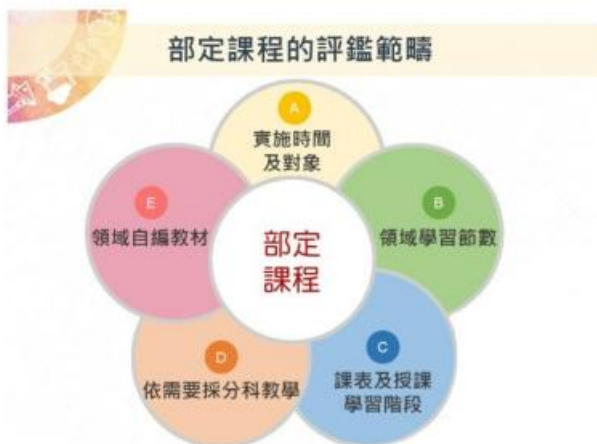 部定課程的評鑑範疇
A
實施時間
及對象
B
領域學習節數
C
課表及授課
學習階段
D
依需要採分科教學
E
領域自編教材
部定
課程